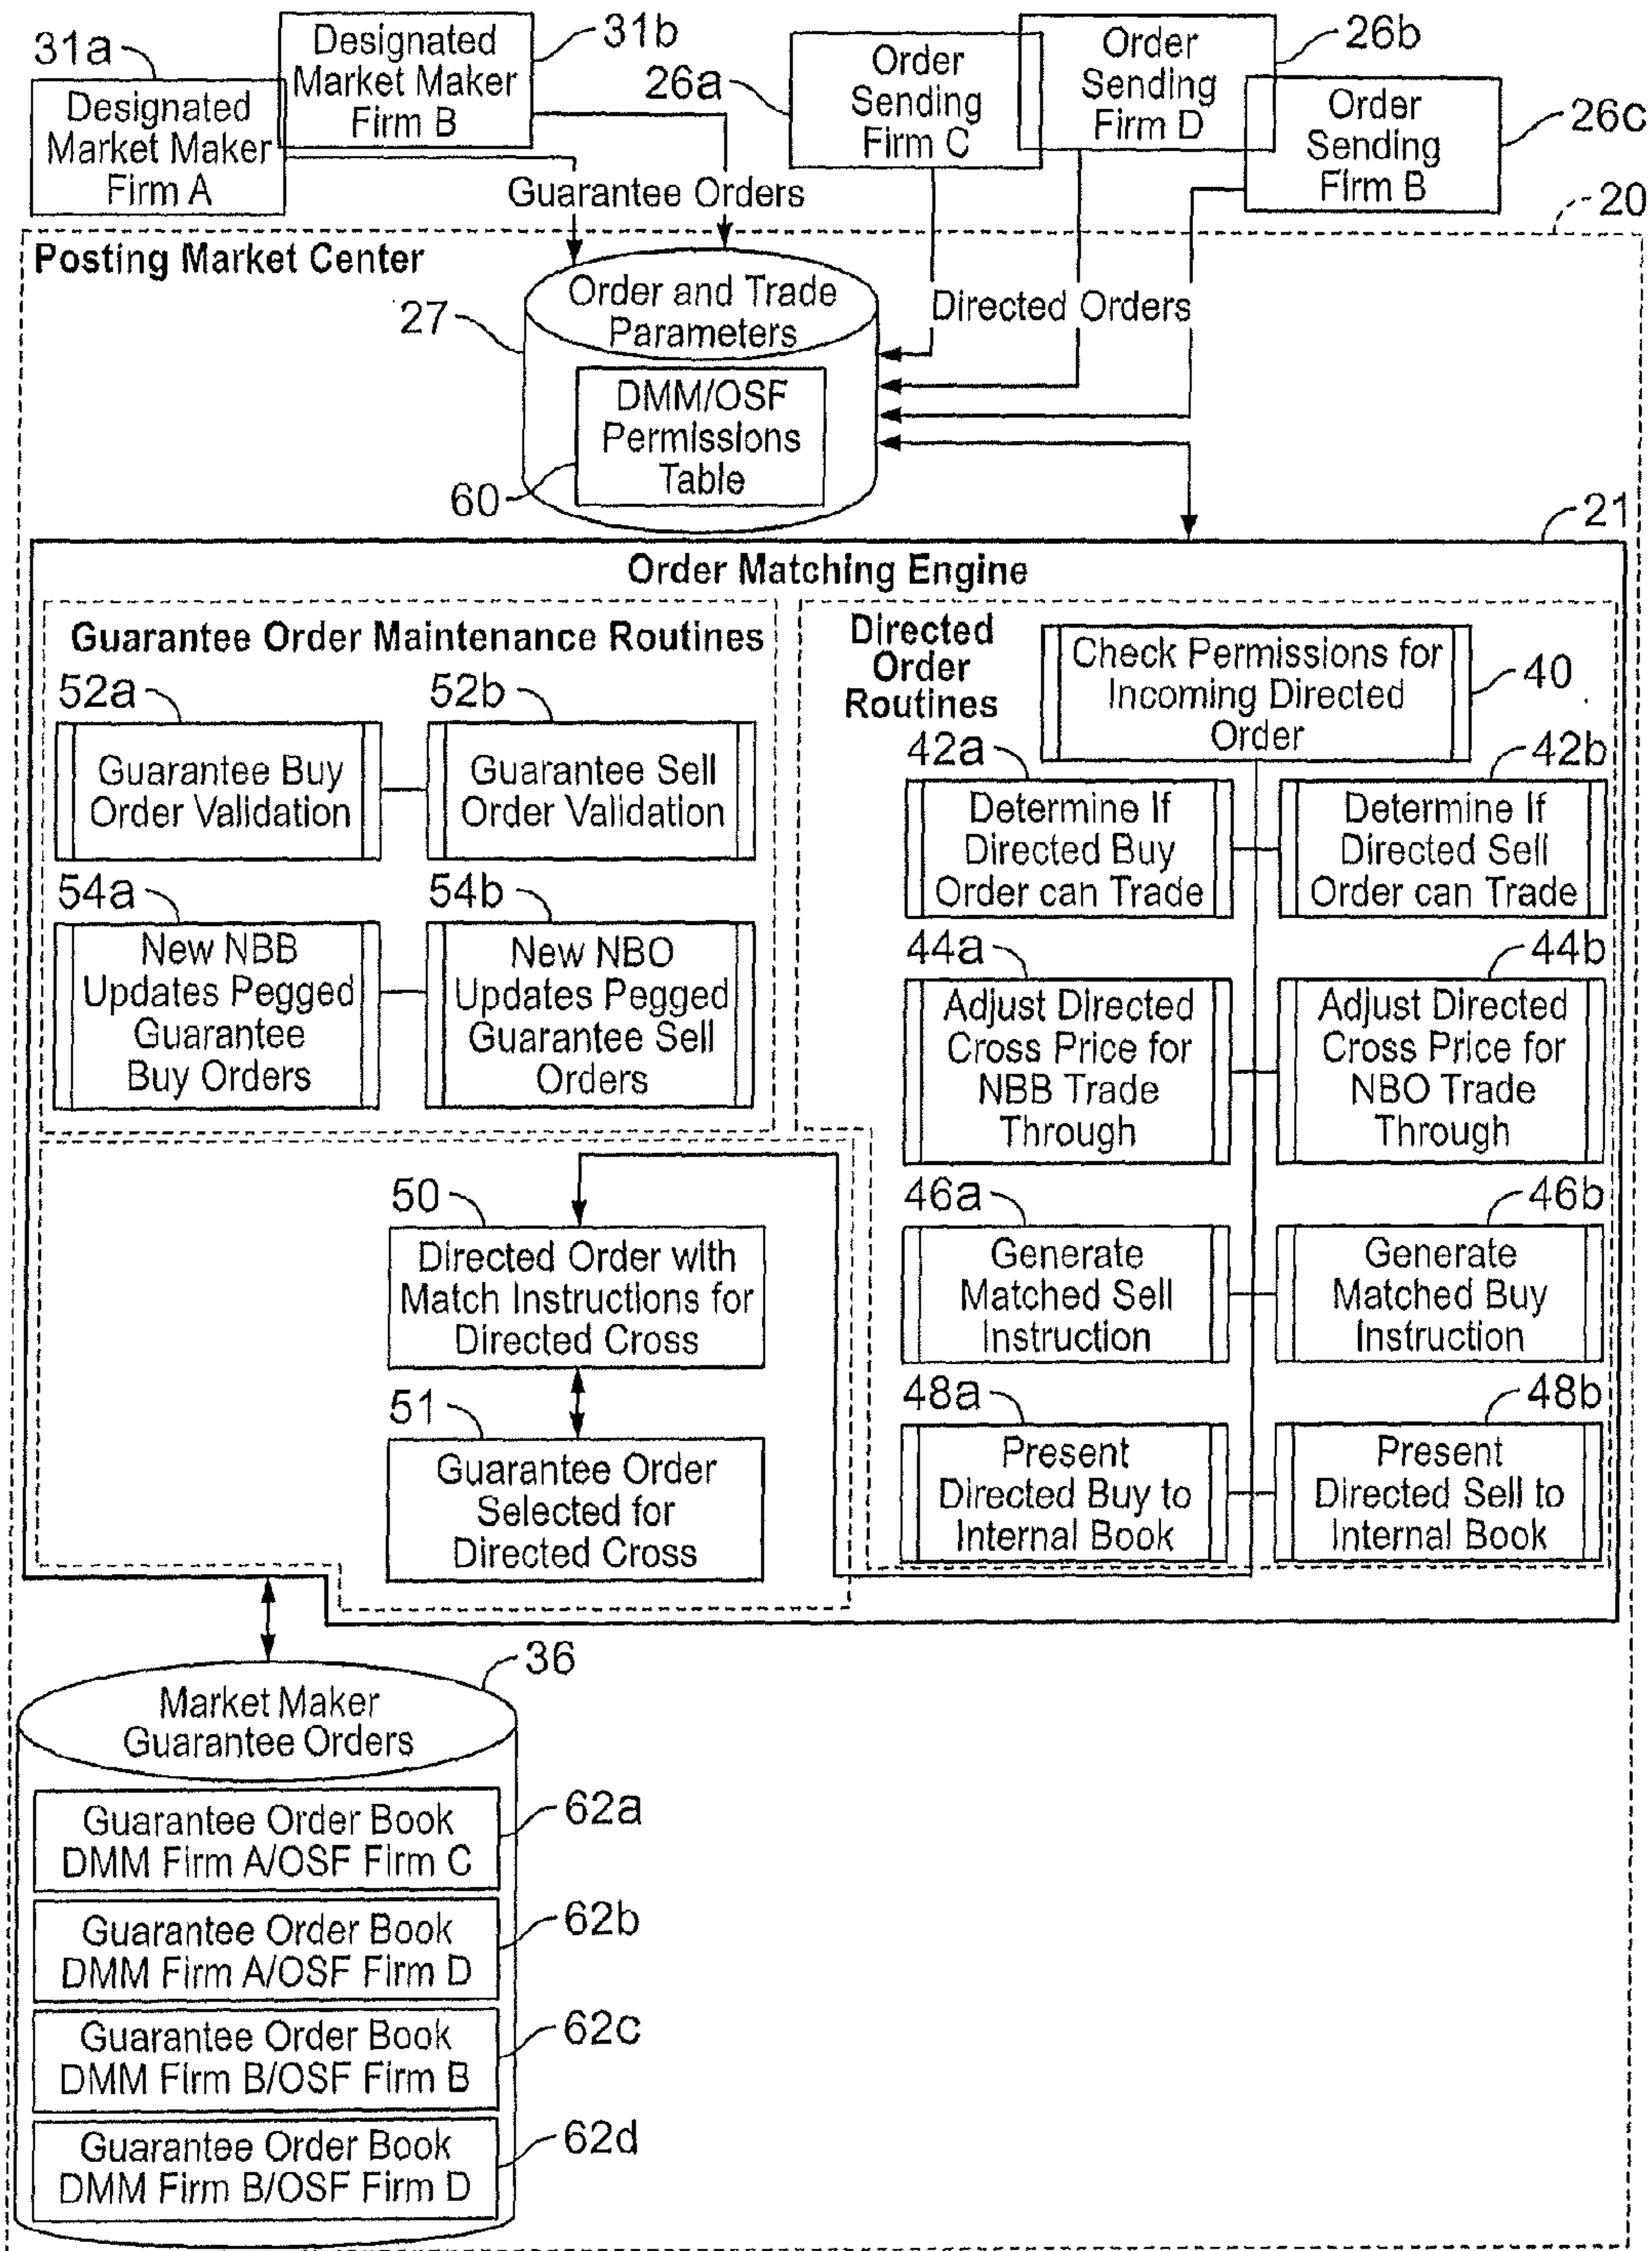 31a
Designated
Market Maker
Firm A
Designated
Market Maker
Firm B
31b
26a
Order
Sending
Firm C
Order
Sending
Firm D
26b
Order
Sending
Firm B
26c
Guarantee Orders
20
Posting Market Center
27
Order and Trade
Parameters
Directed Orders
DMM/OSF
Permissions
Table
60
21
Order Matching Engine
Guarantee Order Maintenance Routines
52a
52b
Guarantee Buy
Order Validation
Guarantee Sell
Order Validation
54a
54b
New NBB
Updates Pegged
Guarantee
Buy Orders
New NBO
Updates Pegged
Guarantee Sell
Orders
Directed
Order
Routines
Check Permissions for
Incoming Directed
Order
40
42a
42b
Determine If
Directed Buy
Order can Trade
Determine If
Directed Sell
Order can Trade
44a
44b
Adjust Directed
Cross Price for
NBB Trade
Through
Adjust Directed
Cross Price for
NBO Trade
Through
46a
46b
Generate
Matched Sell
Instruction
Generate
Matched Buy
Instruction
48a
48b
Present
Directed Buy to
Internal Book
Present
Directed Sell to
Internal Book
50
Directed Order with
Match Instructions for
Directed Cross
51
Guarantee Order
Selected for
Directed Cross
36
Market Maker
Guarantee Orders
Guarantee Order Book
DMM Firm A/OSF Firm C
62a
Guarantee Order Book
DMM Firm A/OSF Firm D
62b
Guarantee Order Book
DMM Firm B/OSF Firm B
62c
Guarantee Order Book
DMM Firm B/OSF Firm D
62d